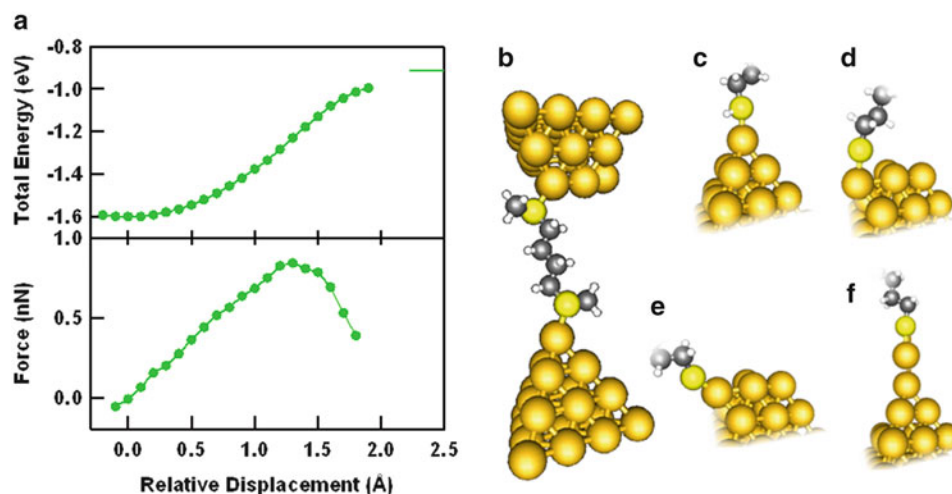 a
-0.8
-1.0
-1.2
-1.4
-1.6
Total Energy (eV)
1.0
0.5
0.0
Force (nN)
0.0 0.5 1.0 1.5 2.0 2.5
Relative Displacement (Å)
b
c
d
e
f